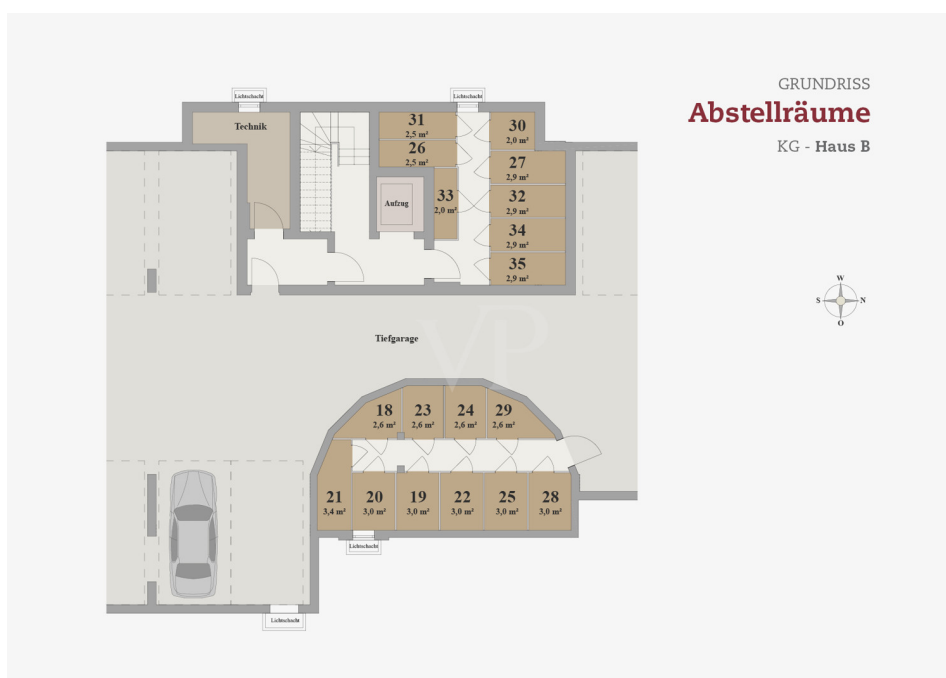 GRUNDRISS
Abstellräume
KG - Haus B
Lichtschacht
Lichtschacht
Technik
31
2,5 m²
30
2,0 m²
26
2,5 m²
27
2,9 m²
33
2,0 m²
Aufzug
32
2,9 m²
34
2,9 m²
35
2,9 m²
W
S
N
O
VP
Tiefgarage
18
2,6 m²
23
2,6 m²
24
2,6 m²
29
2,6 m²
21
3,4 m²
20
3,0 m²
19
3,0 m²
22
3,0 m²
25
3,0 m²
28
3,0 m²
Lichtschacht
Lichtschacht